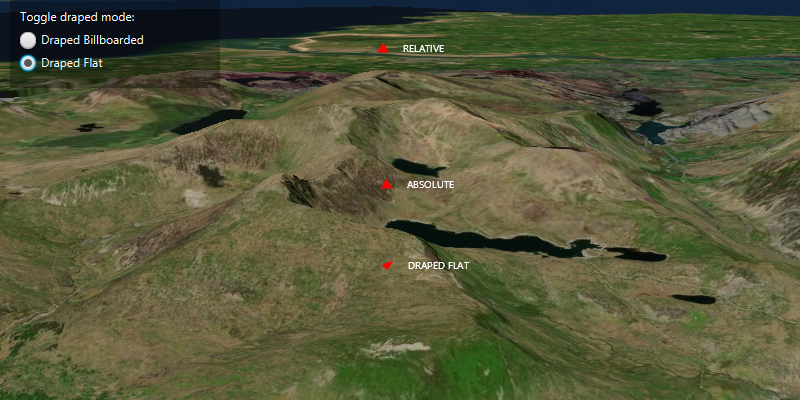 Toggle draped mode:
Draped Billboarded
Draped Flat
RELATIVE
ABSOLUTE
DRAPED FLAT